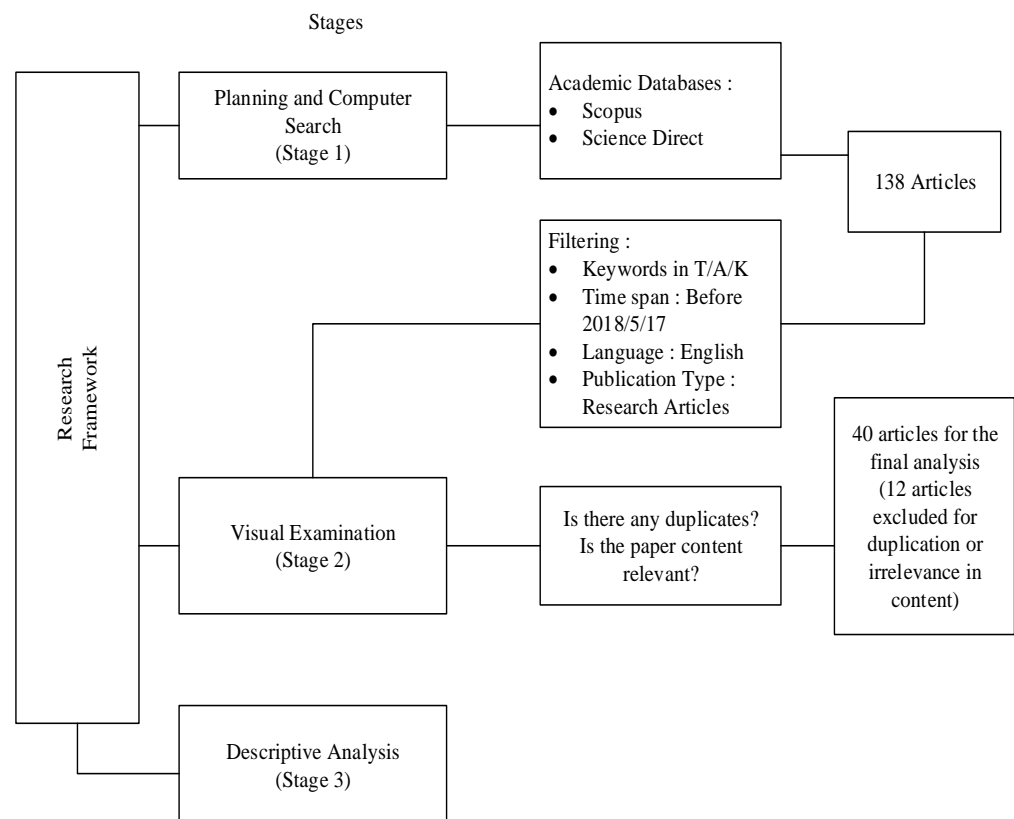 Stages
Research
Framework
Planning and Computer
Search
(Stage 1)
Academic Databases :
• Scopus
• Science Direct
138 Articles
Filtering :
• Keywords in T/A/K
• Time span : Before
2018/5/17
• Language : English
• Publication Type :
Research Articles
Visual Examination
(Stage 2)
Is there any duplicates?
Is the paper content
relevant?
40 articles for the
final analysis
(12 articles
excluded for
duplication or
irrelevance in
content)
Descriptive Analysis
(Stage 3)